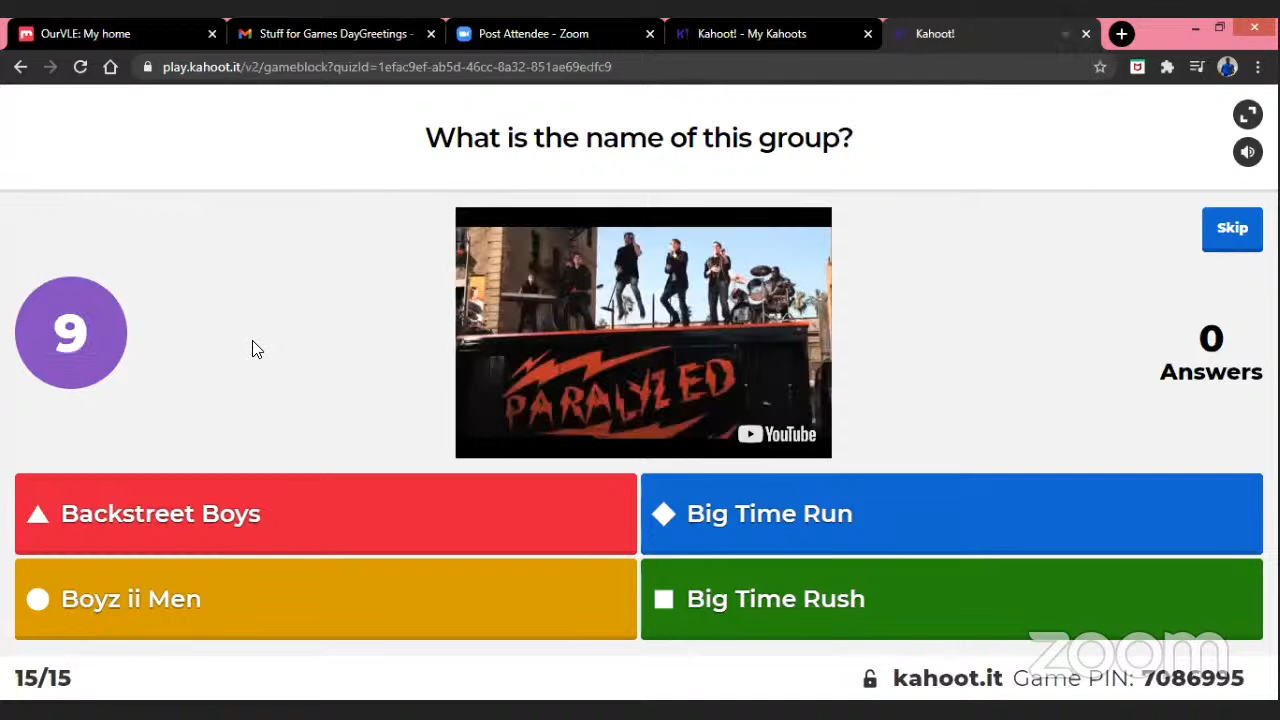 OurVLE: My home
Stuff for Games DayGreetings -
Post Attendee - Zoom
Kahoot! - My Kahoots
Kahoot!
play.kahoot.it/v2/gameblock?quizId=1efac9ef-ab5d-46cc-8a32-851ae69edfc9
What is the name of this group?
Skip
9
0
Answers
PARALYZED
YouTube
Backstreet Boys
Big Time Run
Boyz ii Men
Big Time Rush
zoom
15/15
kahoot.it Game PIN: 7086995